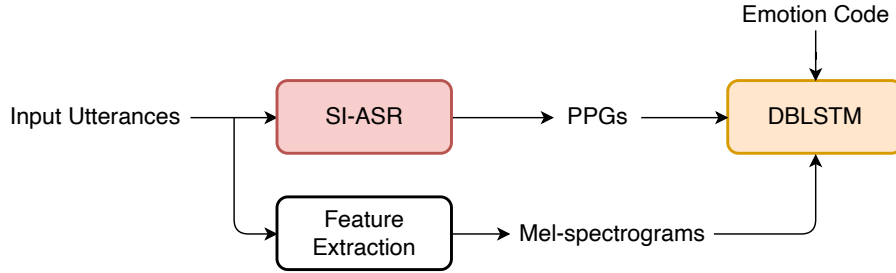 Emotion Code
Input Utterances
SI-ASR
PPGs
DBLSTM
Feature
Extraction
Mel-spectrograms